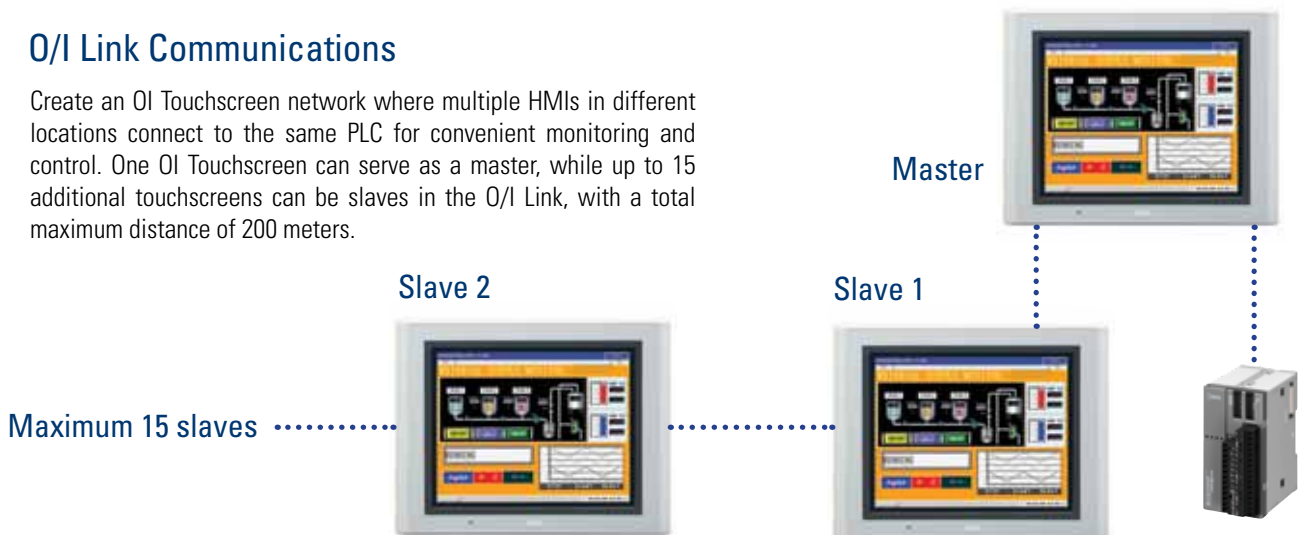 O/I Link Communications
Create an OI Touchscreen network where multiple HMIs in different
locations connect to the same PLC for convenient monitoring and
control. One OI Touchscreen can serve as a master, while up to 15
additional touchscreens can be slaves in the O/I Link, with a total
maximum distance of 200 meters.
Master
Slave 2
Slave 1
Maximum 15 slaves